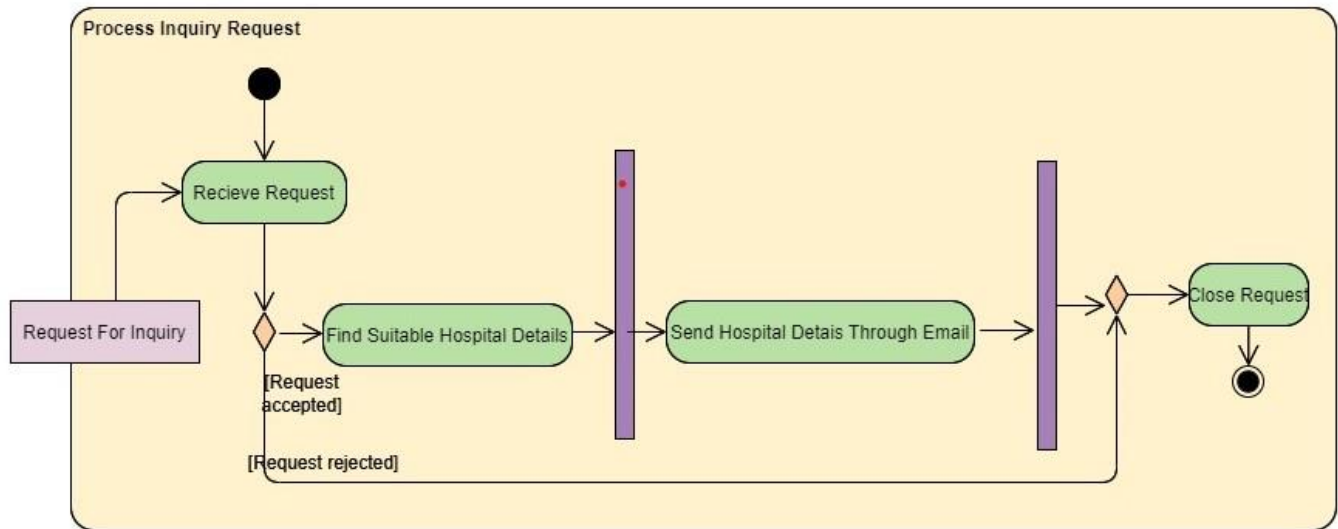 Process Inquiry Request
Recieve Request
Request For Inquiry
Find Suitable Hospital Details
Send Hospital Detais Through Email
Close Request
[Request
accepted]
[Request rejected]